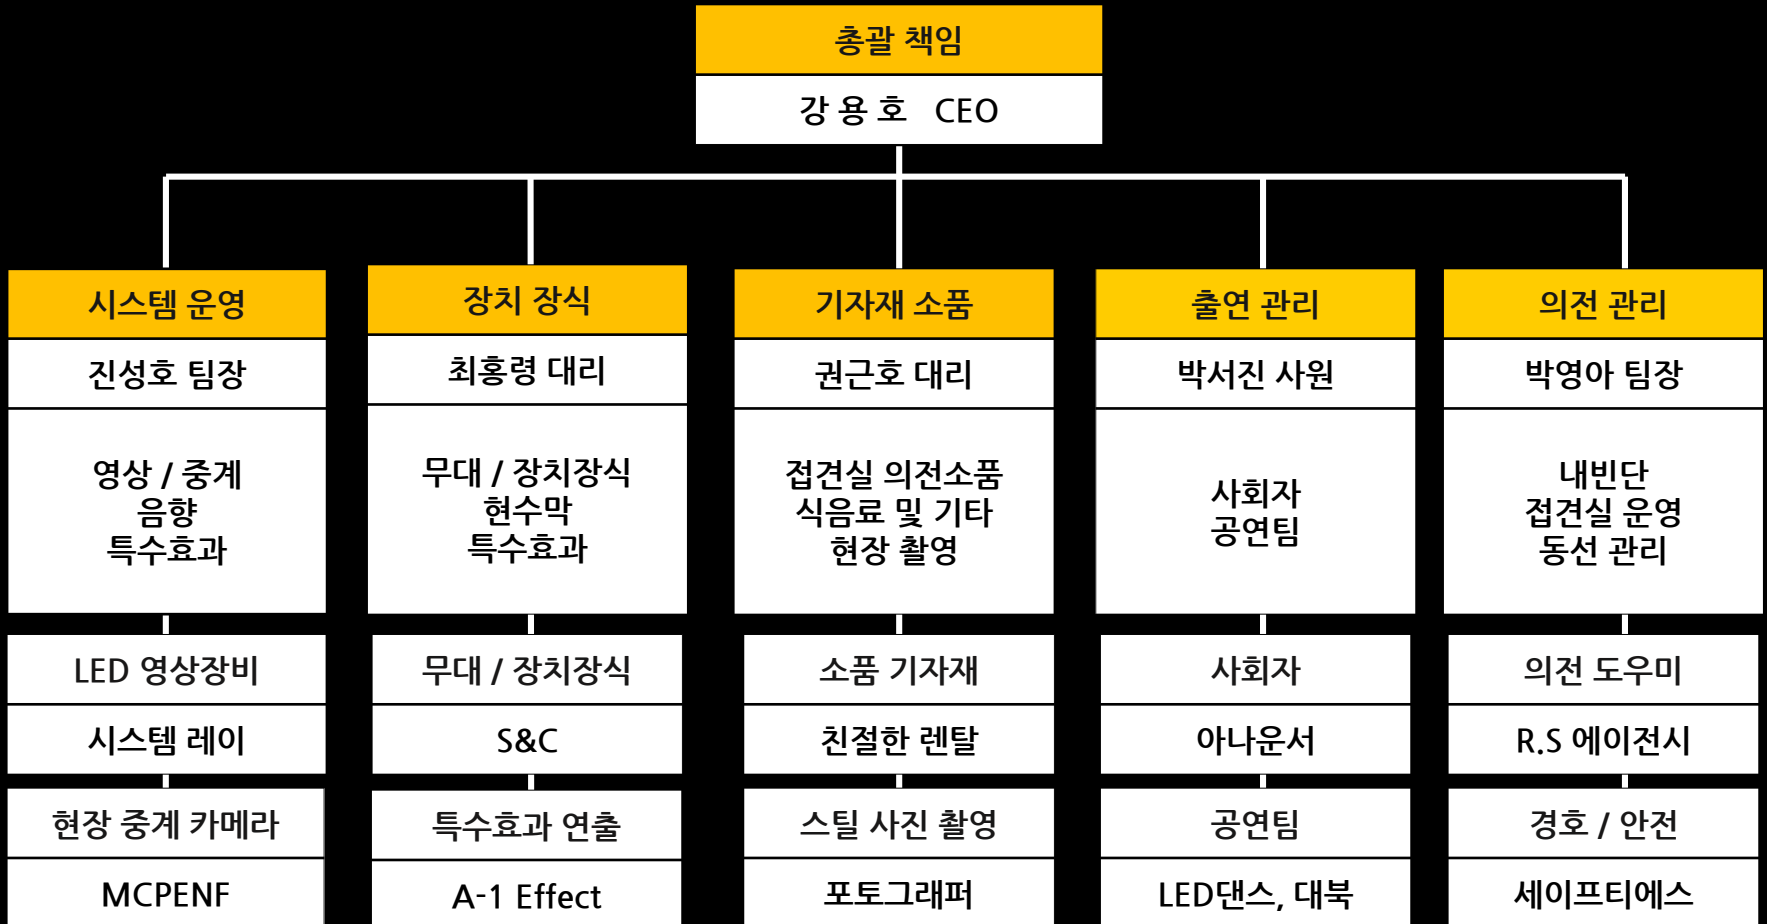 총괄 책임
강 용 호 CEO
시스템 운영
진성호 팀장
영상 / 중계
음향
특수효과
LED 영상장비
시스템 레이
현장 중계 카메라
MCPENF
장치 장식
최홍령 대리
무대 / 장치장식
현수막
특수효과
무대 / 장치장식
S&C
특수효과 연출
A-1 Effect
기자재 소품
권근호 대리
접견실 의전소품
식음료 및 기타
현장 촬영
소품 기자재
친절한 렌탈
스틸 사진 촬영
포토그래퍼
출연 관리
박서진 사원
사회자
공연팀
사회자
아나운서
공연팀
LED댄스, 대북
의전 관리
박영아 팀장
내빈단
접견실 운영
동선 관리
의전 도우미
R.S 에이전시
경호 / 안전
세이프티에스